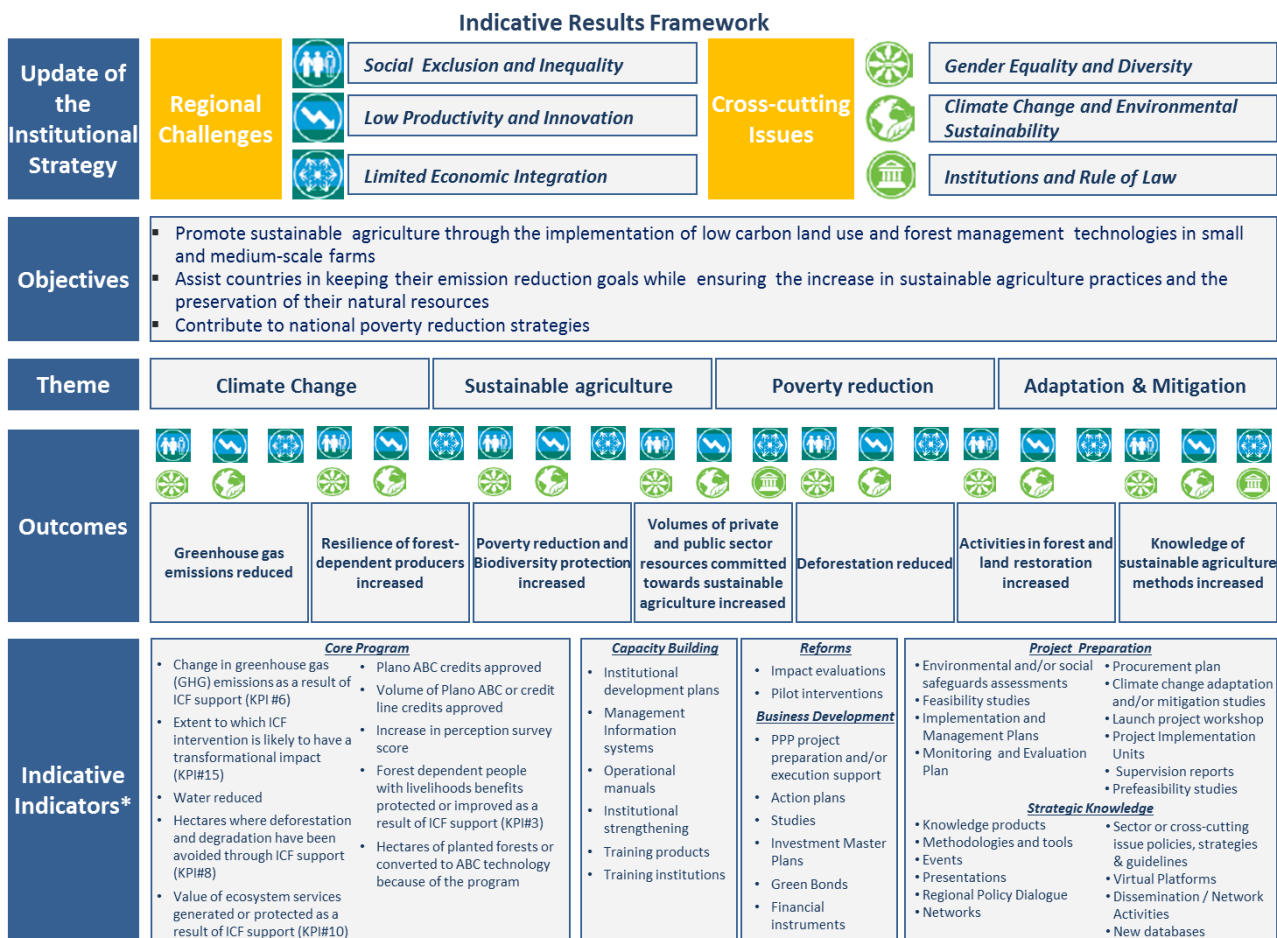 Indicative Results Framework
Update of
the
Institutional
Strategy
Regional
Challenges
Social Exclusion and Inequality
Low Productivity and Innovation
Limited Economic Integration
Cross-cutting
Issues
Gender Equality and Diversity
Climate Change and Environmental
Sustainability
Institutions and Rule of Law
Objectives
▪ Promote sustainable agriculture through the implementation of low carbon land use and forest management technologies in small
and medium-scale farms
▪ Assist countries in keeping their emission reduction goals while ensuring the increase in sustainable agriculture practices and the
preservation of their natural resources
▪ Contribute to national poverty reduction strategies
Theme
Climate Change
Sustainable agriculture
Poverty reduction
Adaptation & Mitigation
Outcomes
Greenhouse gas
emissions reduced
Resilience of forest-
dependent producers
increased
Poverty reduction and
Biodiversity protection
increased
Volumes of private
and public sector
resources committed
towards sustainable
agriculture increased
Deforestation reduced
Activities in forest and
land restoration
increased
Knowledge of
sustainable agriculture
methods increased
Indicative
Indicators*
Core Program
• Change in greenhouse gas
(GHG) emissions as a result of
ICF support (KPI #6)
• Extent to which ICF
intervention is likely to have a
transformational impact
(KPI#15)
• Water reduced
• Hectares where deforestation
and degradation have been
avoided through ICF support
(KPI#8)
• Value of ecosystem services
generated or protected as a
result of ICF support (KPI#10)
• Plano ABC credits approved
• Volume of Plano ABC or credit
line credits approved
• Increase in perception survey
score
• Forest dependent people
with livelihoods benefits
protected or improved as a
result of ICF support (KPI#3)
• Hectares of planted forests or
converted to ABC technology
because of the program
Capacity Building
• Institutional
development plans
• Management
Information
systems
• Operational
manuals
• Institutional
strengthening
• Training products
• Training institutions
Reforms
• Impact evaluations
• Pilot interventions
Business Development
• PPP project
preparation and/or
execution support
• Action plans
• Studies
• Investment Master
Plans
• Green Bonds
• Financial
instruments
Project Preparation
• Environmental and/or social
safeguards assessments
• Feasibility studies
• Implementation and
Management Plans
• Monitoring and Evaluation
Plan
• Procurement plan
• Climate change adaptation
and/or mitigation studies
• Launch project workshop
• Project Implementation
Units
• Supervision reports
• Prefeasibility studies
Strategic Knowledge
• Knowledge products
• Methodologies and tools
• Events
• Presentations
• Regional Policy Dialogue
• Networks
• Sector or cross-cutting
issue policies, strategies
& guidelines
• Virtual Platforms
• Dissemination / Network
Activities
• New databases